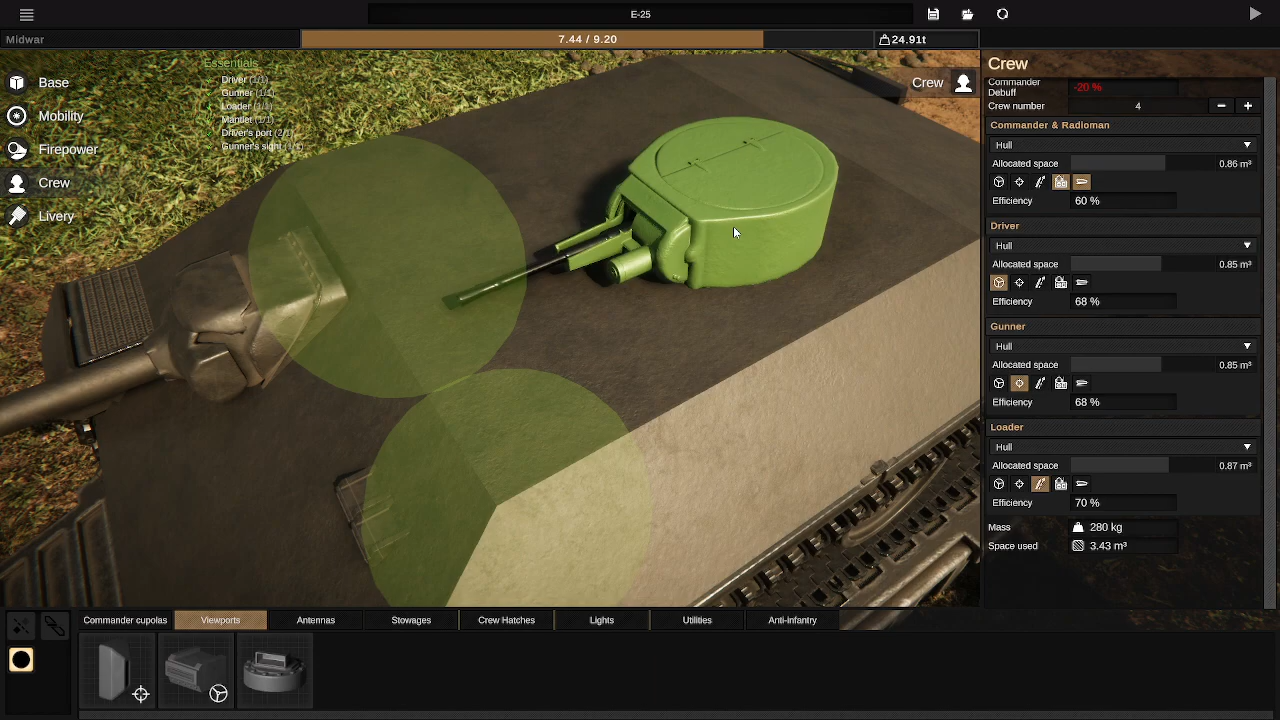 E-25
Midwar
7.44 / 9.20
24.91t
Essentials
Driver (1/1)
Gunner (1/1)
Loader (1/1)
Mantlet (1/1)
Driver's port (2/1)
Gunner's sight (1/1)
Base
Mobility
Firepower
Crew
Livery
Crew
Crew
Commander
Debuff
-20 %
Crew number
4
Commander & Radioman
Hull
Allocated space
0.86 m³
Efficiency
60 %
Driver
Hull
Allocated space
0.85 m³
Efficiency
68 %
Gunner
Hull
Allocated space
0.85 m³
Efficiency
68 %
Loader
Hull
Allocated space
0.87 m³
Efficiency
70 %
Mass
280 kg
Space used
3.43 m³
Commander cupolas
Viewports
Antennas
Stowages
Crew Hatches
Lights
Utilities
Anti-infantry